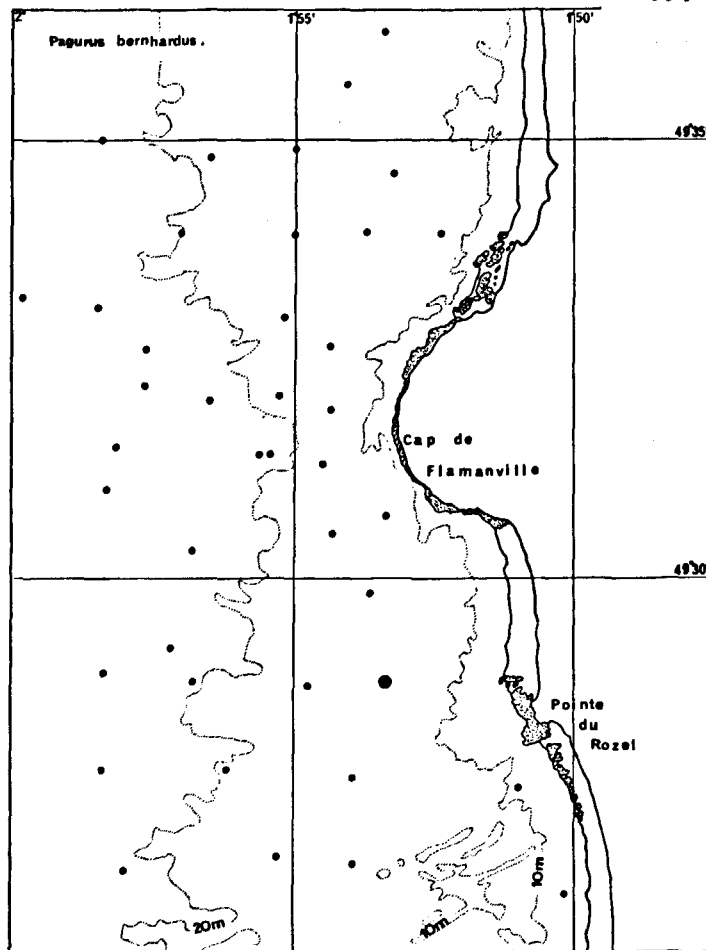 2°
1°55'
1°50'
Pagurus bernhardus.
49°35
Cap de
Flamanville
49°30
Pointe
du
Rozel
10m
20m
10m